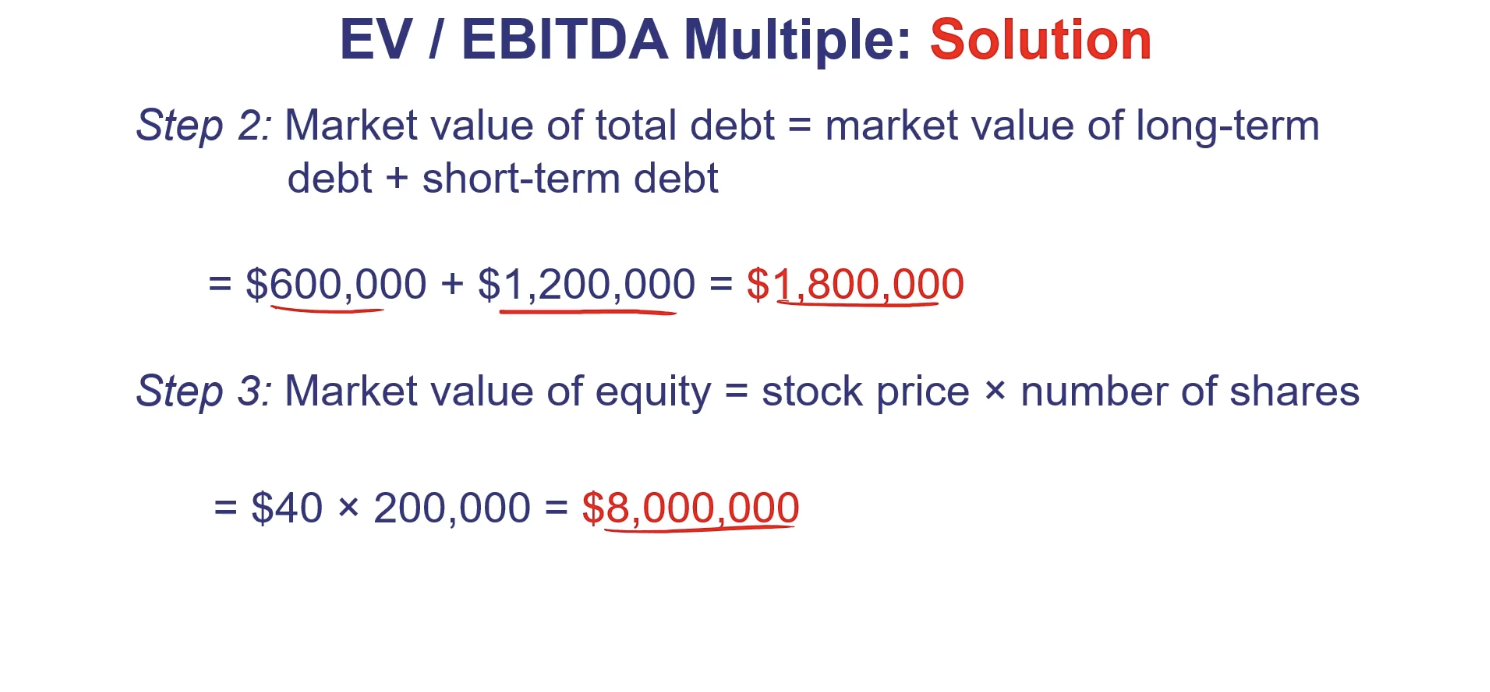 EV / EBITDA Multiple: Solution
Step 2: Market value of total debt = market value of long-term
debt + short-term debt
= $600,000 + $1,200,000 = $1,800,000
Step 3: Market value of equity = stock price × number of shares
= $40 × 200,000 = $8,000,000